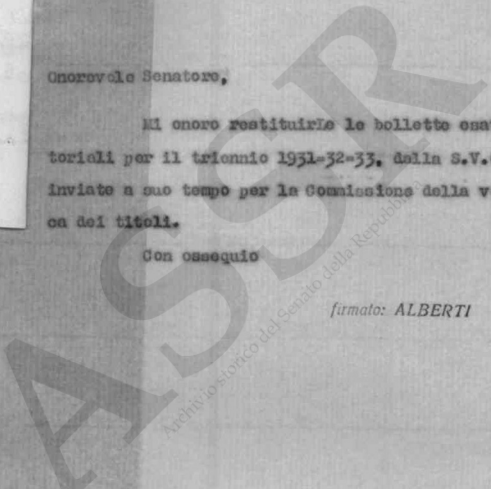 Onorevole Senatore,
Mi onoro restituirLe le bollette esat
toriali per il triennio 1931=32=33, dalla S.V.
inviate a suo tempo per la Commissione della v
ca dei titoli.
Con ossequio
firmato: ALBERTI
ASSR
Archivio storico del Senato della Repubblica